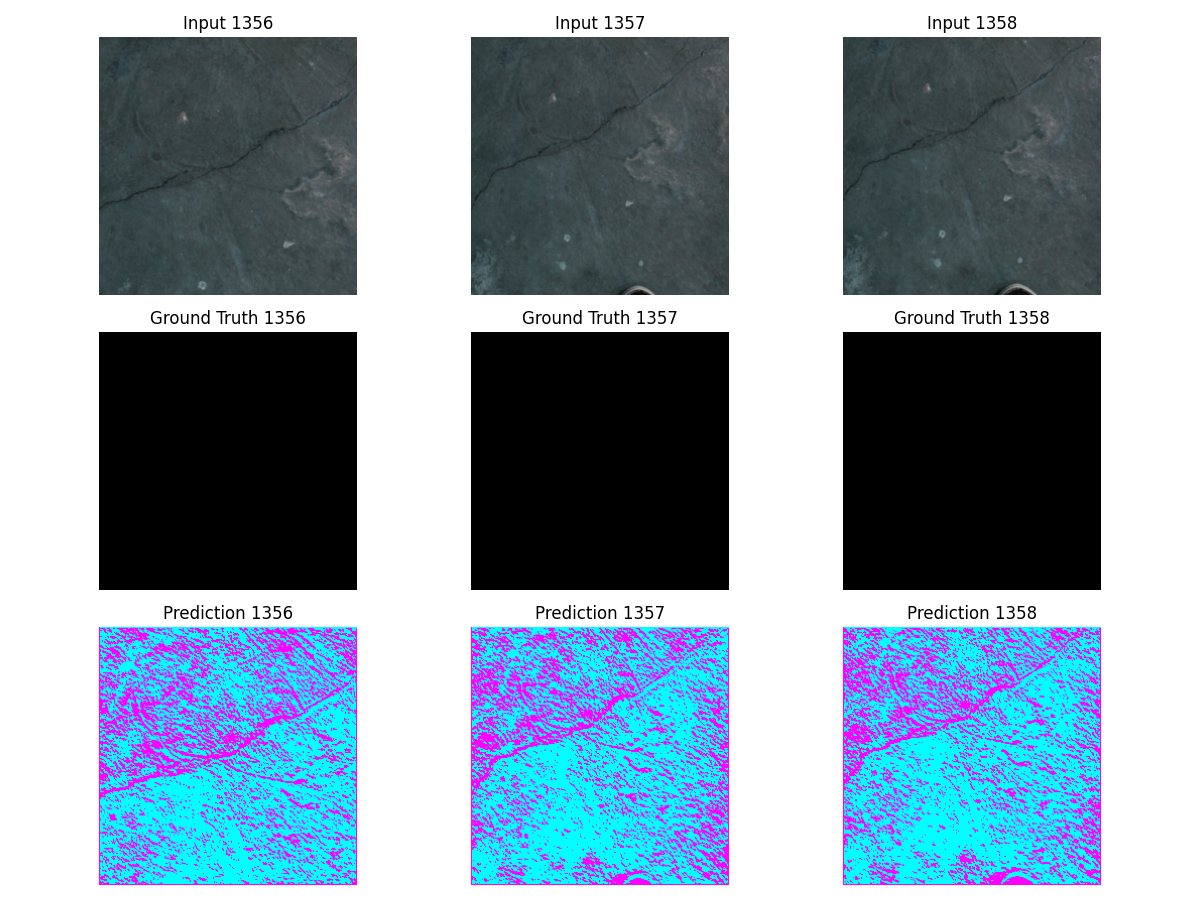 Input 1356
Input 1357
Input 1358
Ground Truth 1356
Ground Truth 1357
Ground Truth 1358
Prediction 1356
Prediction 1357
Prediction 1358